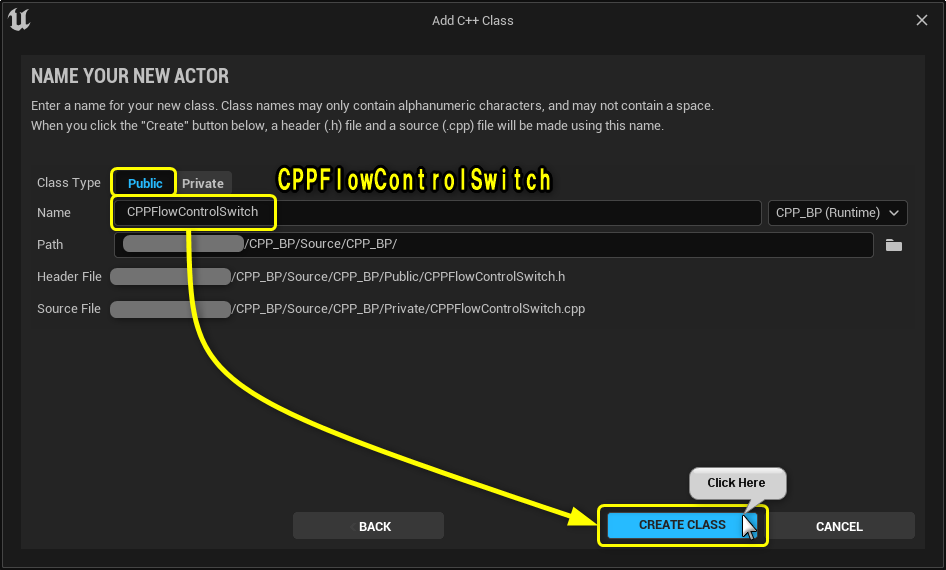 Add C++ Class
NAME YOUR NEW ACTOR
Enter a name for your new class. Class names may only contain alphanumeric characters, and may not contain a space.
When you click the "Create" button below, a header (.h) file and a source (.cpp) file will be made using this name.
Class Type Public Private CPPFlowControlSwitch
Name CPPFlowControlSwitch CPP_BP (Runtime)
Path /CPP_BP/Source/CPP_BP/
Header File /CPP_BP/Source/CPP_BP/Public/CPPFlowControlSwitch.h
Source File /CPP_BP/Source/CPP_BP/Private/CPPFlowControlSwitch.cpp
Click Here
BACK CREATE CLASS CANCEL